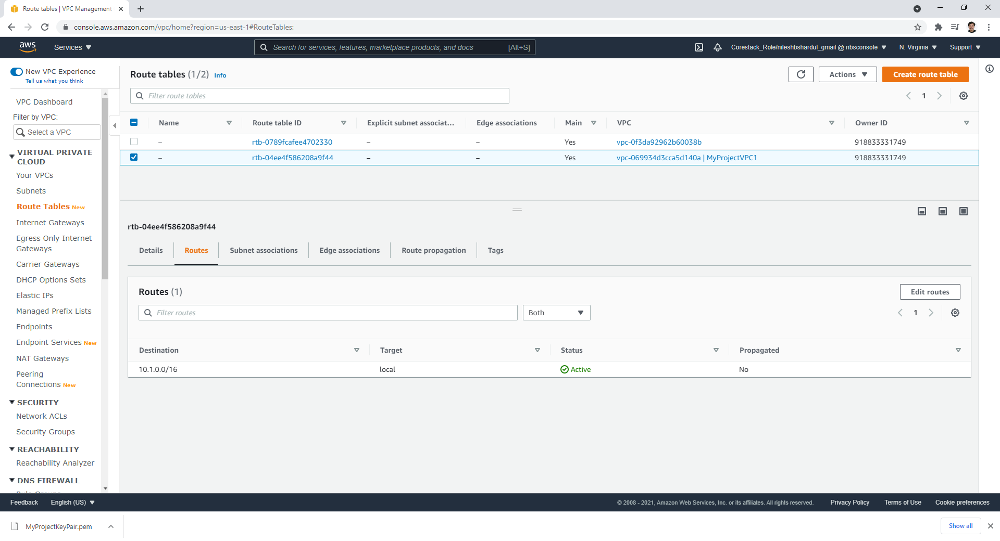 Route tables | VPC Management
console.aws.amazon.com/vpc/home?region=us-east-1#RouteTables:
aws
Services
Search for services, features, marketplace products, and docs
[Alt+S]
Corestack_Role/nileshbshardul_gmail @ nbsconsole
N. Virginia
Support
New VPC Experience
Tell us what you think
VPC Dashboard
Filter by VPC:
Select a VPC
VIRTUAL PRIVATE
CLOUD
Your VPCs
Subnets
Route Tables New
Internet Gateways
Egress Only Internet
Gateways
Carrier Gateways
DHCP Options Sets
Elastic IPs
Managed Prefix Lists
Endpoints
Endpoint Services New
NAT Gateways
Peering
Connections New
SECURITY
Network ACLs
Security Groups
REACHABILITY
Reachability Analyzer
DNS FIREWALL
Route tables (1/2) Info
Actions
Create route table
Filter route tables
1
Name Route table ID Explicit subnet associat... Edge associations Main VPC Owner ID
– rtb-0789fcafee4702330 – – Yes vpc-0f3da92962b60038b 918833331749
– rtb-04ee4f586208a9f44 – – Yes vpc-069934d3cca5d140a | MyProjectVPC1 918833331749
rtb-04ee4f586208a9f44
Details Routes Subnet associations Edge associations Route propagation Tags
Routes (1)
Edit routes
Filter routes
Both
1
Destination Target Status Propagated
10.1.0.0/16 local Active No
Feedback English (US)
© 2008 - 2021, Amazon Web Services, Inc. or its affiliates. All rights reserved. Privacy Policy Terms of Use Cookie preferences
MyProjectKeyPair.pem
Show all